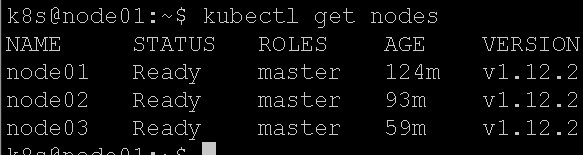 k8s@node01:~$ kubectl get nodes
NAME STATUS ROLES AGE VERSION
node01 Ready master 124m v1.12.2
node02 Ready master 93m v1.12.2
node03 Ready master 59m v1.12.2
k8s@node01:~$